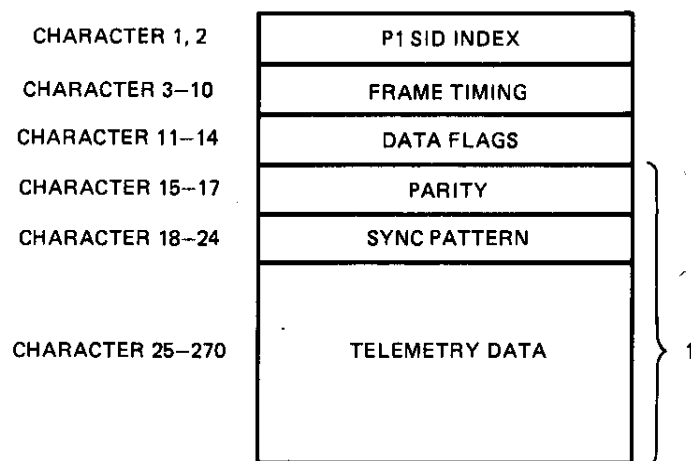 CHARACTER 1, 2 P1 SID INDEX
CHARACTER 3–10 FRAME TIMING
CHARACTER 11–14 DATA FLAGS
CHARACTER 15–17 PARITY
CHARACTER 18–24 SYNC PATTERN
CHARACTER 25–270 TELEMETRY DATA 1